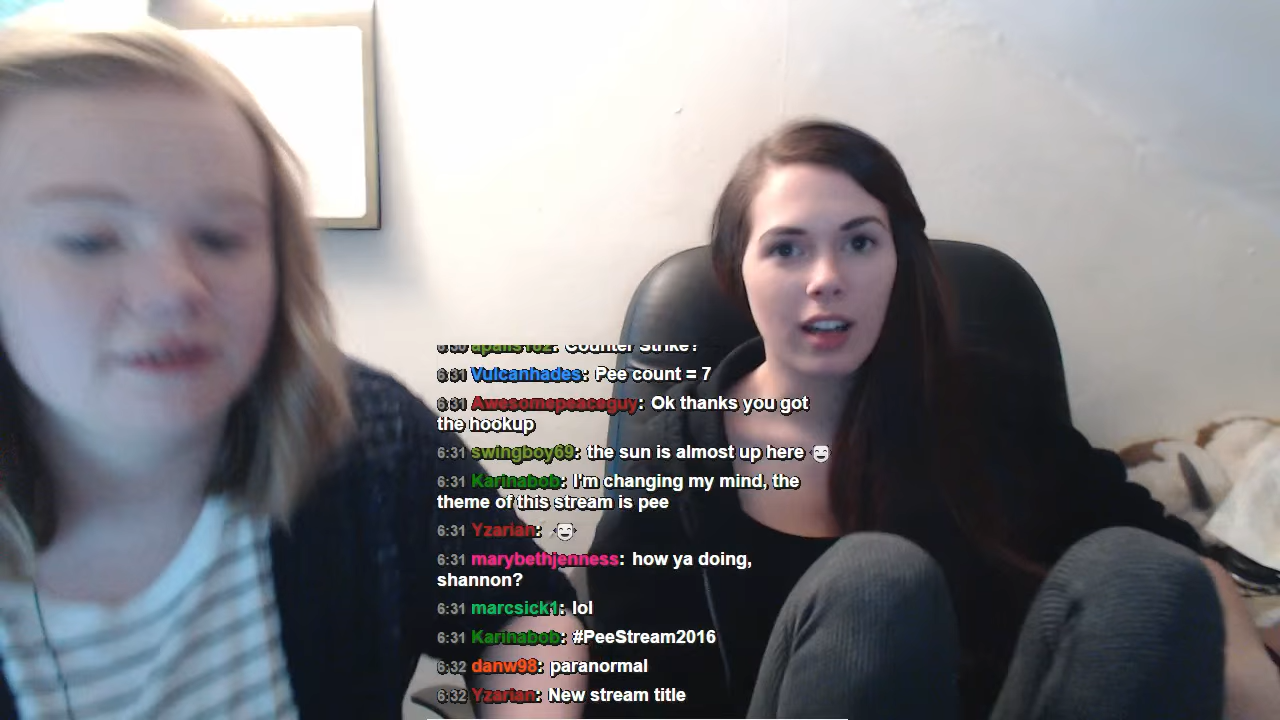 6:31 Vulcanhades: Pee count = 7
6:31 Awesomepeaceguy: Ok thanks you got
the hookup
6:31 swingboy69: the sun is almost up here
6:31 Karinabob: I'm changing my mind, the
theme of this stream is pee
6:31 Yzarian:
6:31 marybethjenness: how ya doing,
shannon?
6:31 marcsick1: lol
6:31 Karinabob: #PeeStream2016
6:32 danw98: paranormal
6:32 Yzarian: New stream title